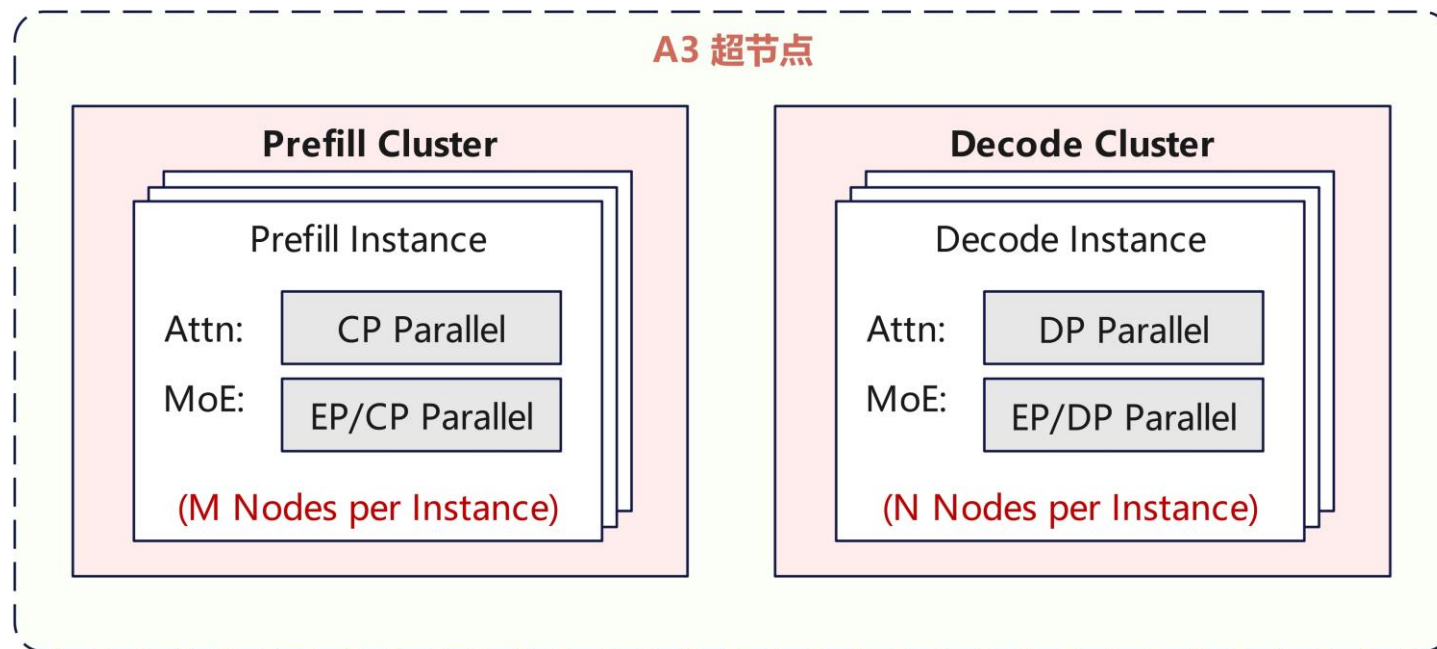 A3 超节点
Prefill Cluster
Prefill Instance
Attn: CP Parallel
MoE: EP/CP Parallel
(M Nodes per Instance)
Decode Cluster
Decode Instance
Attn: DP Parallel
MoE: EP/DP Parallel
(N Nodes per Instance)